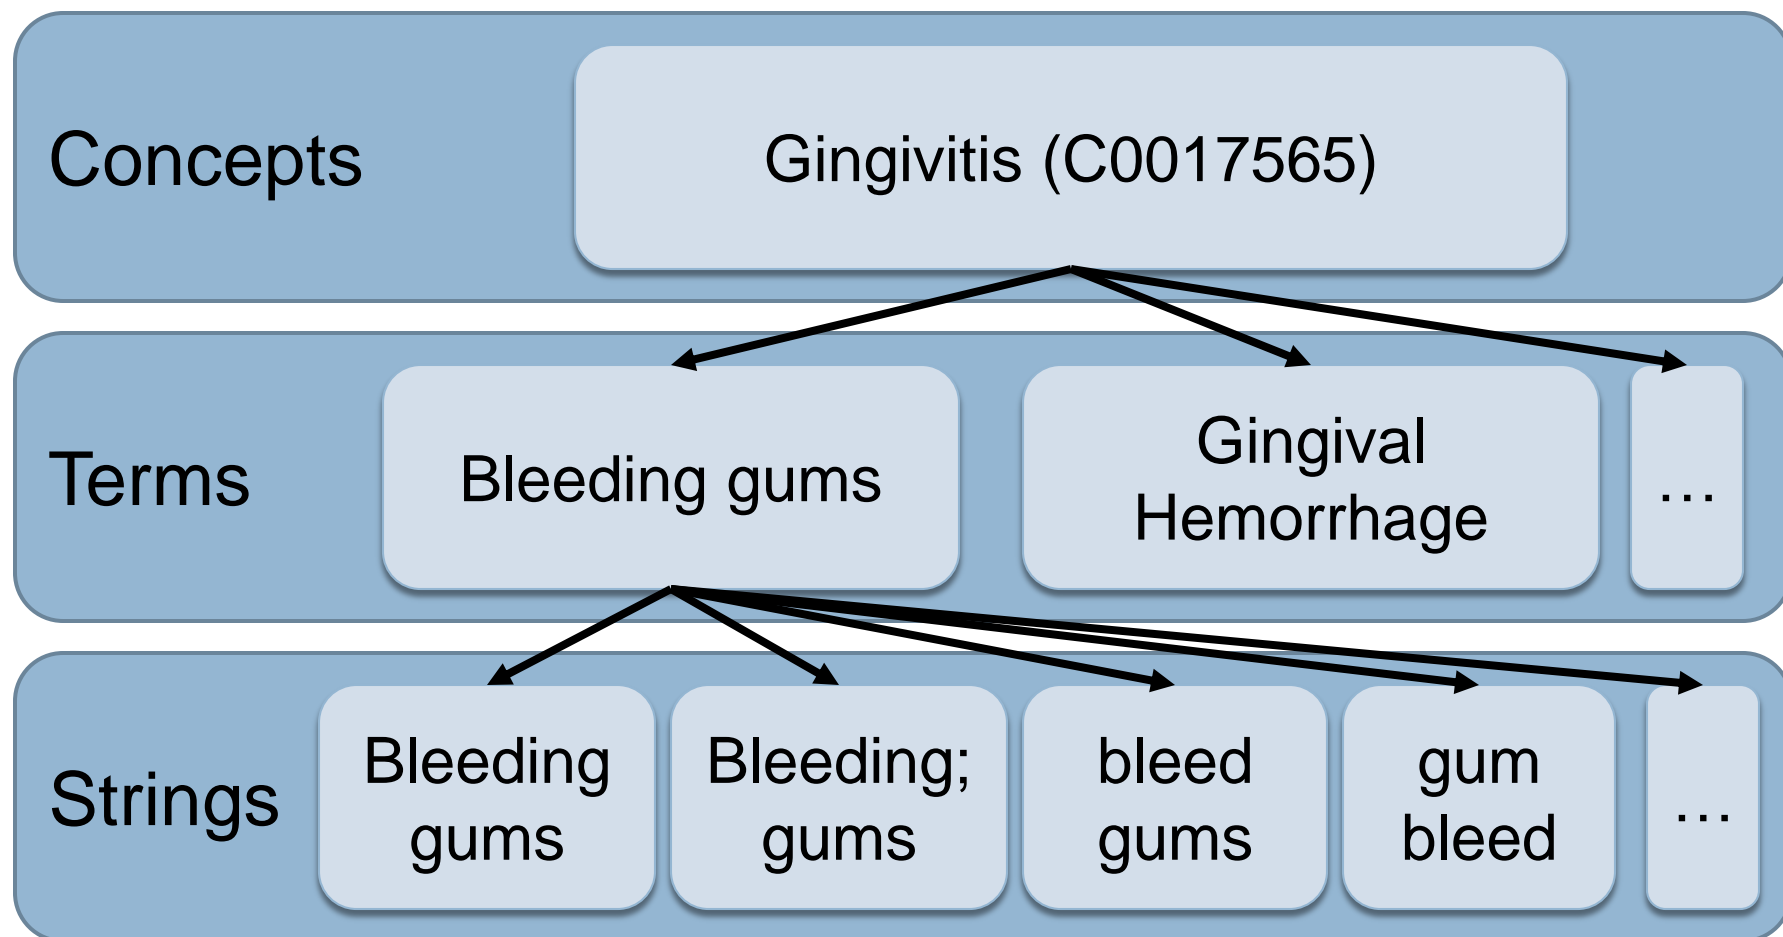 Concepts
Gingivitis (C0017565)
Terms
Bleeding gums
Gingival
Hemorrhage
…
Strings
Bleeding
gums
Bleeding;
gums
bleed
gums
gum
bleed
…